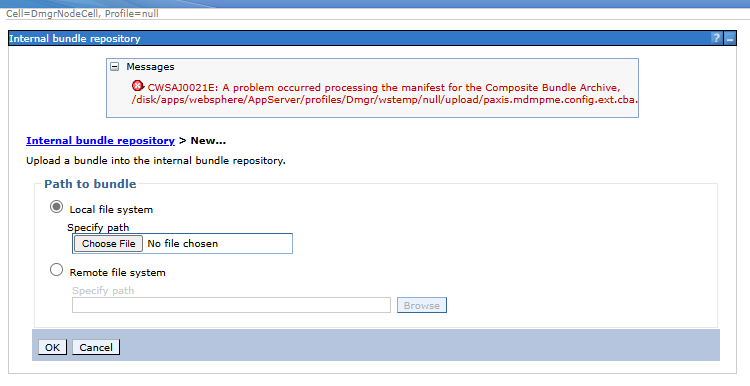 Cell=DmgrNodeCell, Profile=null
Internal bundle repository ? –
Messages
CWSAJ0021E: A problem occurred processing the manifest for the Composite Bundle Archive,
/disk/apps/websphere/AppServer/profiles/Dmgr/wstemp/null/upload/paxis.mdmpme.config.ext.cba.
Internal bundle repository > New...
Upload a bundle into the internal bundle repository.
Path to bundle
Local file system
Specify path
Choose File No file chosen
Remote file system
Specify path
Browse
OK Cancel